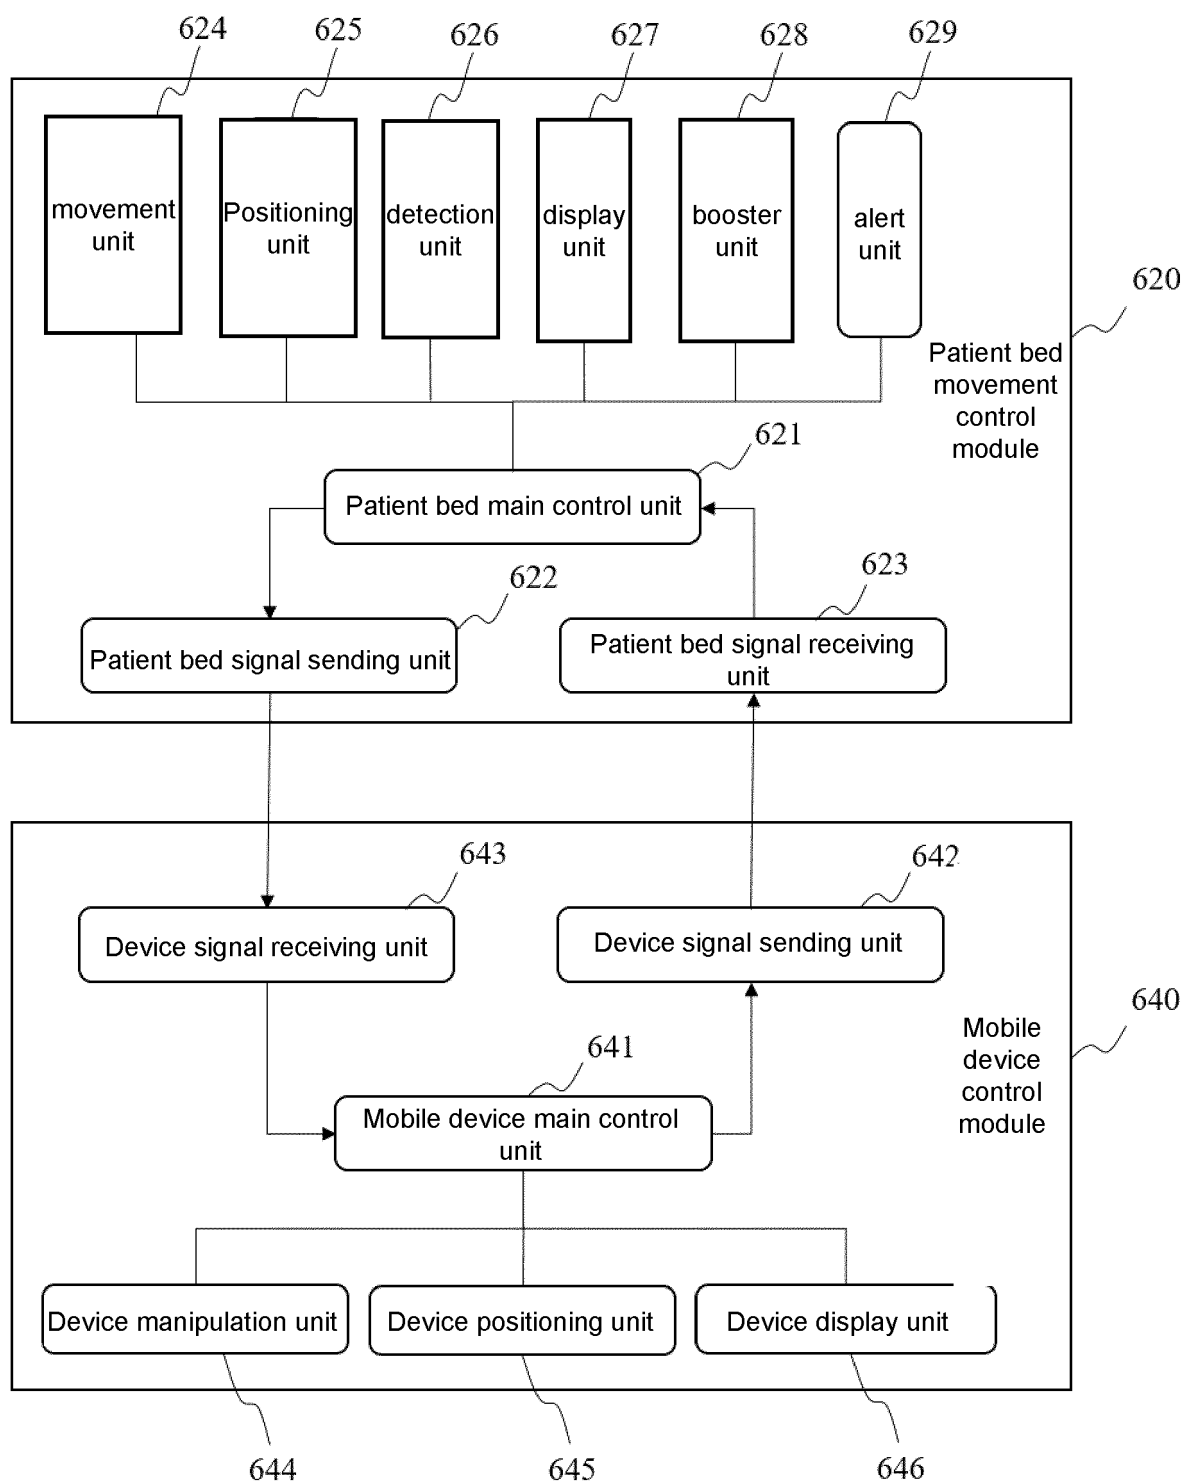 624
625
626
627
628
629
movement
unit
Positioning
unit
detection
unit
display
unit
booster
unit
alert
unit
620
Patient bed
movement
control
module
621
Patient bed main control unit
622
623
Patient bed signal sending unit
Patient bed signal receiving
unit
643
642
Device signal receiving unit
Device signal sending unit
640
Mobile
device
control
module
641
Mobile device main control
unit
Device manipulation unit
Device positioning unit
Device display unit
644
645
646